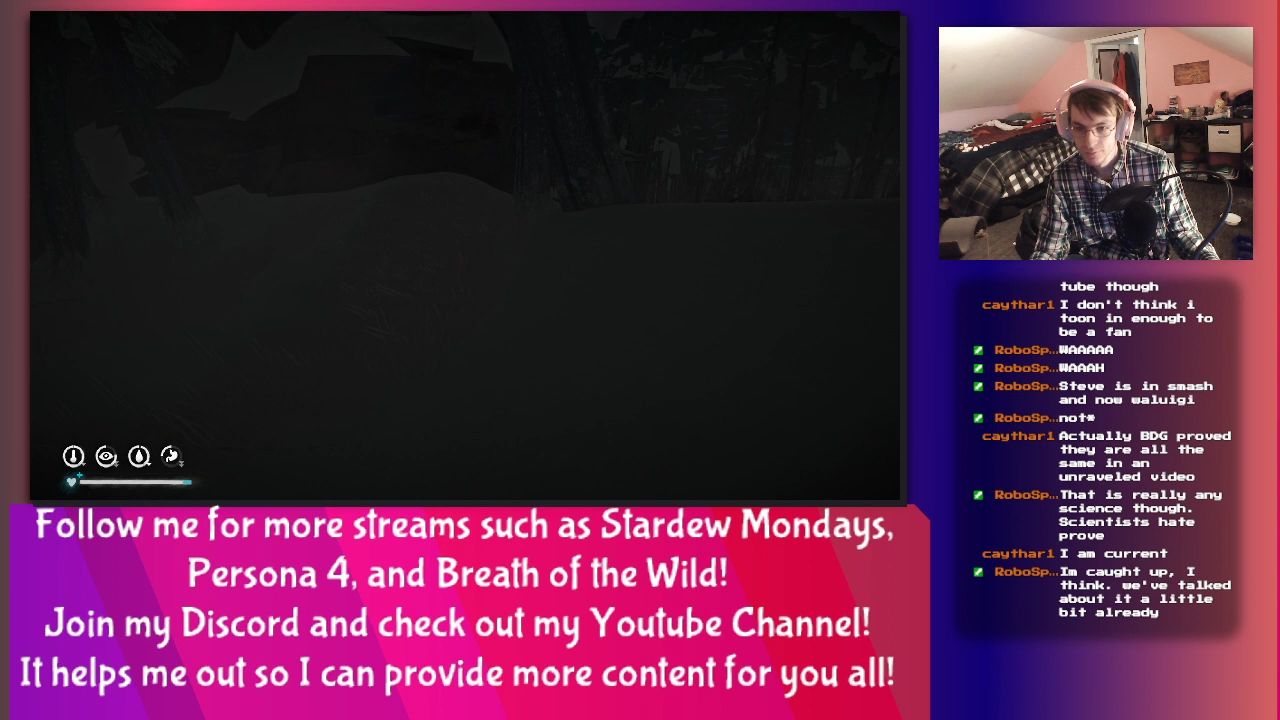 tube though
caythar1 I don't think i
toon in enough to
be a fan
RoboSp...WAAAAA
RoboSp...WAAAH
RoboSp...Steve is in smash
and now waluigi
RoboSp...not*
caythar1 Actually BDG proved
they are all the
same in an
unraveled video
RoboSp...That is really any
science though.
Scientists hate
prove
caythar1 I am current
RoboSp...Im caught up, I
think. we've talked
about it a little
bit already
Follow me for more streams such as Stardew Mondays,
Persona 4, and Breath of the Wild!
Join my Discord and check out my Youtube Channel!
It helps me out so I can provide more content for you all!